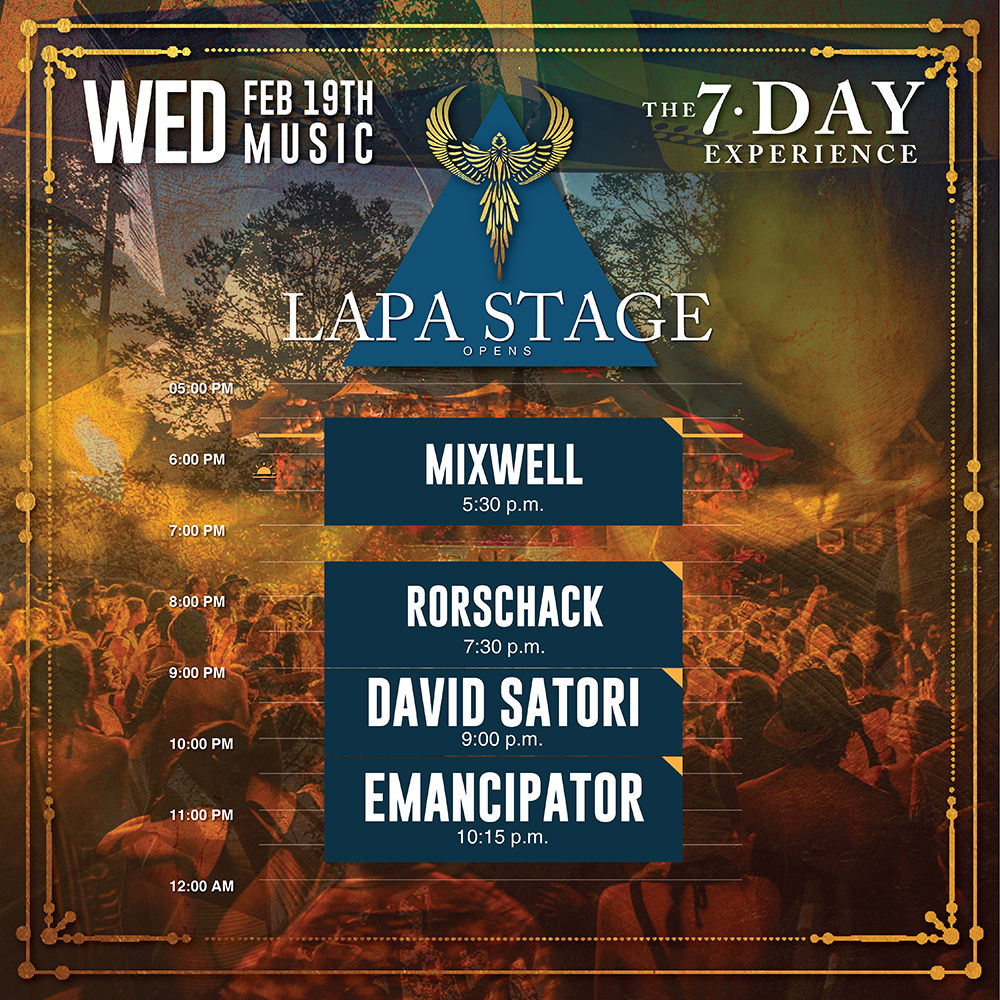 WED
FEB 19TH
MUSIC
THE 7·DAY
EXPERIENCE
LAPA STAGE
OPENS
05:00 PM
6:00 PM
MIXWELL
5:30 p.m.
7:00 PM
8:00 PM
RORSCHACK
7:30 p.m.
9:00 PM
DAVID SATORI
9:00 p.m.
10:00 PM
EMANCIPATOR
10:15 p.m.
11:00 PM
12:00 AM